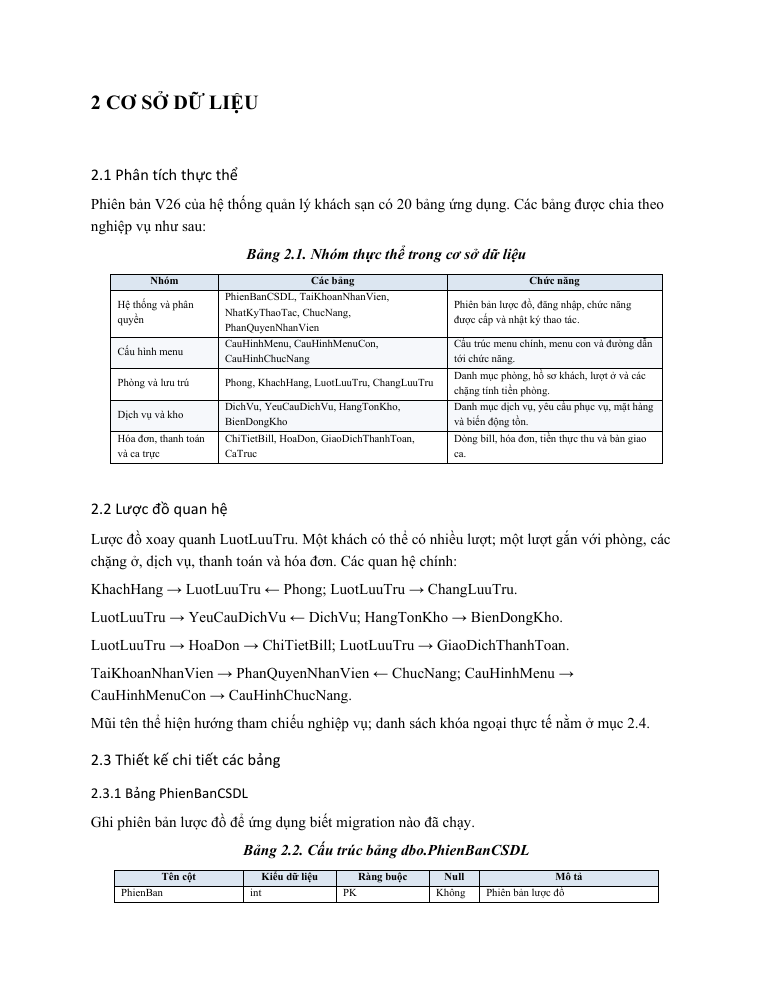 2 CƠ SỞ DỮ LIỆU
2.1 Phân tích thực thể
Phiên bản V26 của hệ thống quản lý khách sạn có 20 bảng ứng dụng. Các bảng được chia theo
nghiệp vụ như sau:
Bảng 2.1. Nhóm thực thể trong cơ sở dữ liệu
Nhóm Các bảng Chức năng
Hệ thống và phân quyền PhienBanCSDL, TaiKhoanNhanVien, NhatKyThaoTac, ChucNang, PhanQuyenNhanVien Phiên bản lược đồ, đăng nhập, chức năng được cấp và nhật ký thao tác.
Cấu hình menu CauHinhMenu, CauHinhMenuCon, CauHinhChucNang Cấu trúc menu chính, menu con và đường dẫn tới chức năng.
Phòng và lưu trú Phong, KhachHang, LuotLuuTru, ChangLuuTru Danh mục phòng, hồ sơ khách, lượt ở và các chặng tính tiền phòng.
Dịch vụ và kho DichVu, YeuCauDichVu, HangTonKho, BienDongKho Danh mục dịch vụ, yêu cầu phục vụ, mặt hàng và biến động tồn.
Hóa đơn, thanh toán và ca trực ChiTietBill, HoaDon, GiaoDichThanhToan, CaTruc Dòng bill, hóa đơn, tiền thực thu và bàn giao ca.
2.2 Lược đồ quan hệ
Lược đồ xoay quanh LuotLuuTru. Một khách có thể có nhiều lượt; một lượt gắn với phòng, các
chặng ở, dịch vụ, thanh toán và hóa đơn. Các quan hệ chính:
KhachHang → LuotLuuTru ← Phong; LuotLuuTru → ChangLuuTru.
LuotLuuTru → YeuCauDichVu ← DichVu; HangTonKho → BienDongKho.
LuotLuuTru → HoaDon → ChiTietBill; LuotLuuTru → GiaoDichThanhToan.
TaiKhoanNhanVien → PhanQuyenNhanVien ← ChucNang; CauHinhMenu →
CauHinhMenuCon → CauHinhChucNang.
Mũi tên thể hiện hướng tham chiếu nghiệp vụ; danh sách khóa ngoại thực tế nằm ở mục 2.4.
2.3 Thiết kế chi tiết các bảng
2.3.1 Bảng PhienBanCSDL
Ghi phiên bản lược đồ để ứng dụng biết migration nào đã chạy.
Bảng 2.2. Cấu trúc bảng dbo.PhienBanCSDL
Tên cột Kiểu dữ liệu Ràng buộc Null Mô tả
PhienBan int PK Không Phiên bản lược đồ